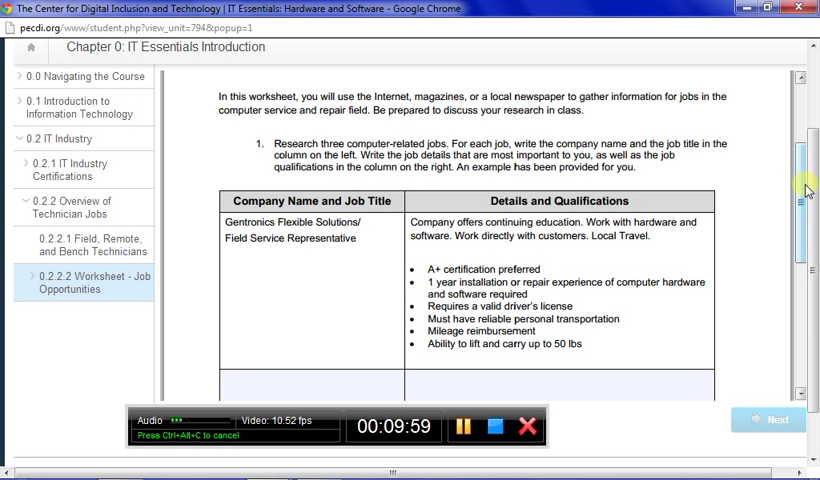 The Center for Digital Inclusion and Technology | IT Essentials: Hardware and Software - Google Chrome
pecdi.org/www/student.php?view_unit=794&popup=1
Chapter 0: IT Essentials Introduction
0.0 Navigating the Course
0.1 Introduction to
Information Technology
0.2 IT Industry
0.2.1 IT Industry
Certifications
0.2.2 Overview of
Technician Jobs
0.2.2.1 Field, Remote,
and Bench Technicians
0.2.2.2 Worksheet - Job
Opportunities
In this worksheet, you will use the Internet, magazines, or a local newspaper to gather information for jobs in the
computer service and repair field. Be prepared to discuss your research in class.
1. Research three computer-related jobs. For each job, write the company name and the job title in the
column on the left. Write the job details that are most important to you, as well as the job
qualifications in the column on the right. An example has been provided for you.
Company Name and Job Title
Details and Qualifications
Gentronics Flexible Solutions/
Field Service Representative
Company offers continuing education. Work with hardware and
software. Work directly with customers. Local Travel.
• A+ certification preferred
• 1 year installation or repair experience of computer hardware
and software required
• Requires a valid driver's license
• Must have reliable personal transportation
• Mileage reimbursement
• Ability to lift and carry up to 50 lbs
Next
Audio
Video: 10.52 fps
Press Ctrl+Alt+C to cancel
00:09:59